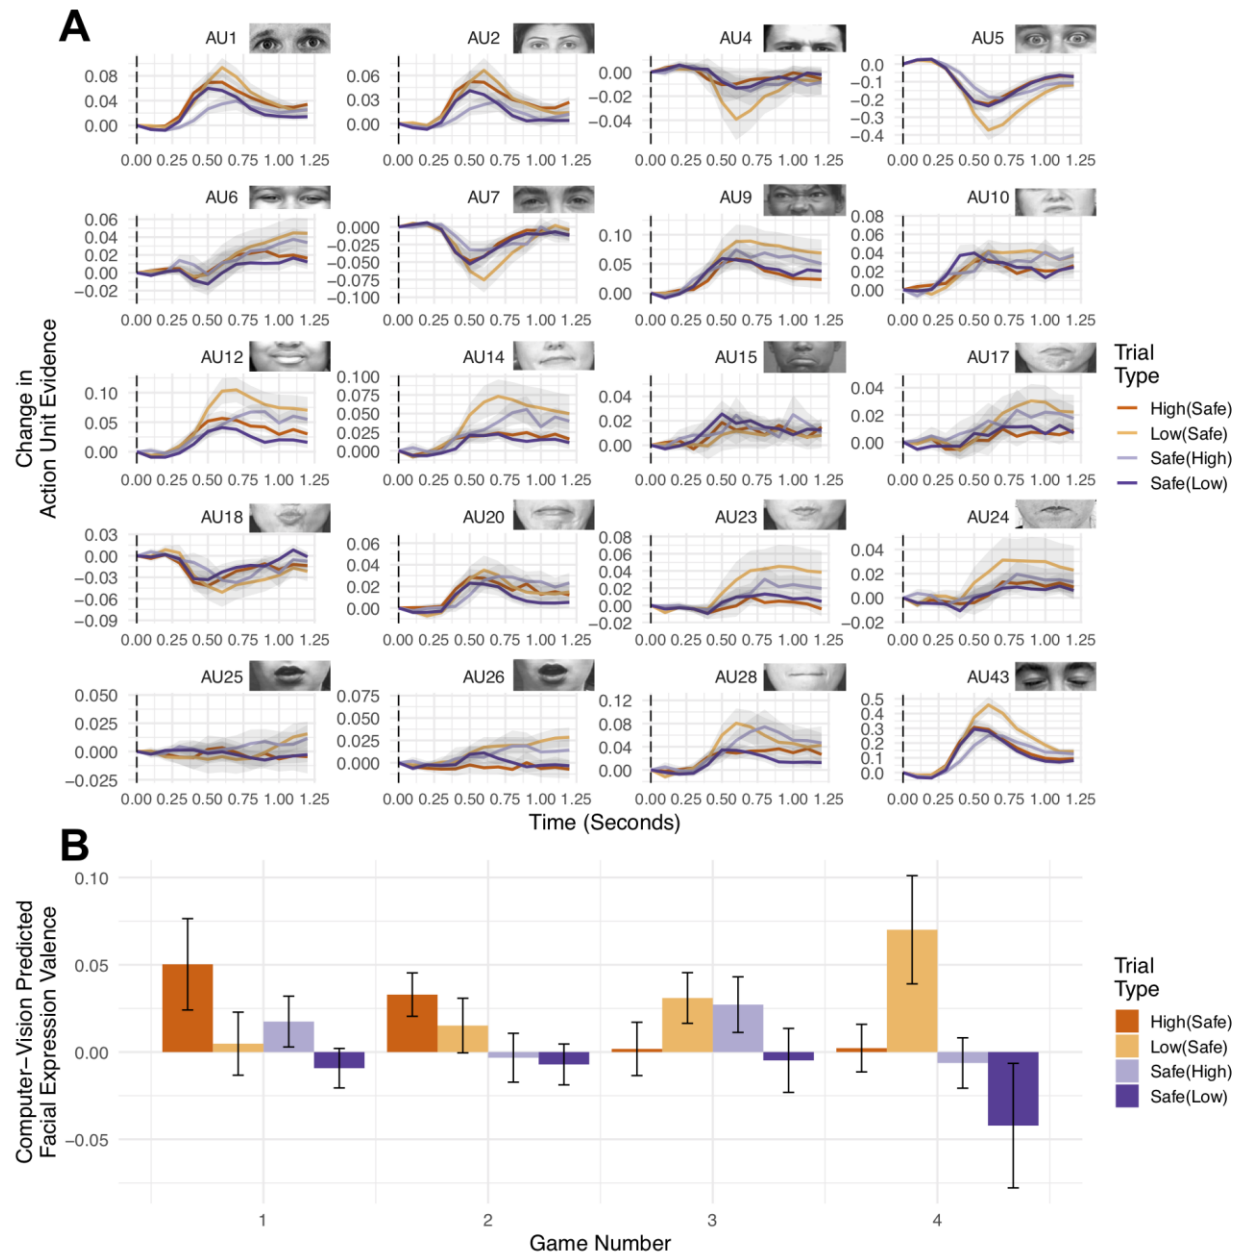 A
AU1
AU2
AU4
AU5
0.08
0.04
0.00
0.06
0.03
0.00
0.00
−0.02
−0.04
0.0
−0.1
−0.2
−0.3
−0.4
0.00 0.25 0.50 0.75 1.00 1.25
0.00 0.25 0.50 0.75 1.00 1.25
0.00 0.25 0.50 0.75 1.00 1.25
0.00 0.25 0.50 0.75 1.00 1.25
AU6
AU7
AU9
AU10
0.06
0.04
0.02
0.00
−0.02
0.000
−0.025
−0.050
−0.075
−0.100
0.10
0.05
0.00
0.08
0.06
0.04
0.02
0.00
0.00 0.25 0.50 0.75 1.00 1.25
0.00 0.25 0.50 0.75 1.00 1.25
0.00 0.25 0.50 0.75 1.00 1.25
0.00 0.25 0.50 0.75 1.00 1.25
Change in
Action Unit Evidence
AU12
AU14
AU15
AU17
0.10
0.05
0.00
0.100
0.075
0.050
0.025
0.000
0.04
0.02
0.00
0.04
0.02
0.00
0.00 0.25 0.50 0.75 1.00 1.25
0.00 0.25 0.50 0.75 1.00 1.25
0.00 0.25 0.50 0.75 1.00 1.25
0.00 0.25 0.50 0.75 1.00 1.25
Trial
Type
High(Safe)
Low(Safe)
Safe(High)
Safe(Low)
AU18
AU20
AU23
AU24
0.03
0.00
−0.03
−0.06
−0.09
0.06
0.04
0.02
0.00
0.08
0.06
0.04
0.02
0.00
−0.02
0.04
0.02
0.00
−0.02
0.00 0.25 0.50 0.75 1.00 1.25
0.00 0.25 0.50 0.75 1.00 1.25
0.00 0.25 0.50 0.75 1.00 1.25
0.00 0.25 0.50 0.75 1.00 1.25
AU25
AU26
AU28
AU43
0.050
0.025
0.000
−0.025
0.075
0.050
0.025
0.000
0.12
0.08
0.04
0.00
0.5
0.4
0.3
0.2
0.1
0.0
0.00 0.25 0.50 0.75 1.00 1.25
0.00 0.25 0.50 0.75 1.00 1.25
0.00 0.25 0.50 0.75 1.00 1.25
0.00 0.25 0.50 0.75 1.00 1.25
Time (Seconds)
B
Computer−Vision Predicted
Facial Expression Valence
0.10
0.05
0.00
−0.05
1
2
3
4
Game Number
Trial
Type
High(Safe)
Low(Safe)
Safe(High)
Safe(Low)